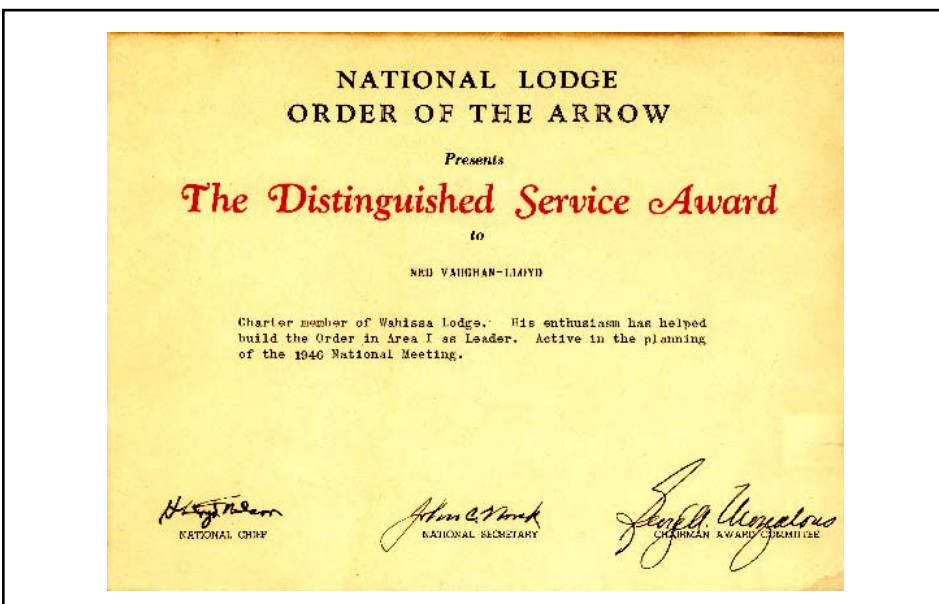 NATIONAL LODGE
ORDER OF THE ARROW
Presents
The Distinguished Service Award
to
NED VAUGHAN-LLOYD
Charter member of Wahissa Lodge. His enthusiasm has helped
build the Order in Area I as Leader. Active in the planning
of the 1946 National Meeting.
NATIONAL CHIEF
NATIONAL SECRETARY
CHAIRMAN AWARD COMMITTEE